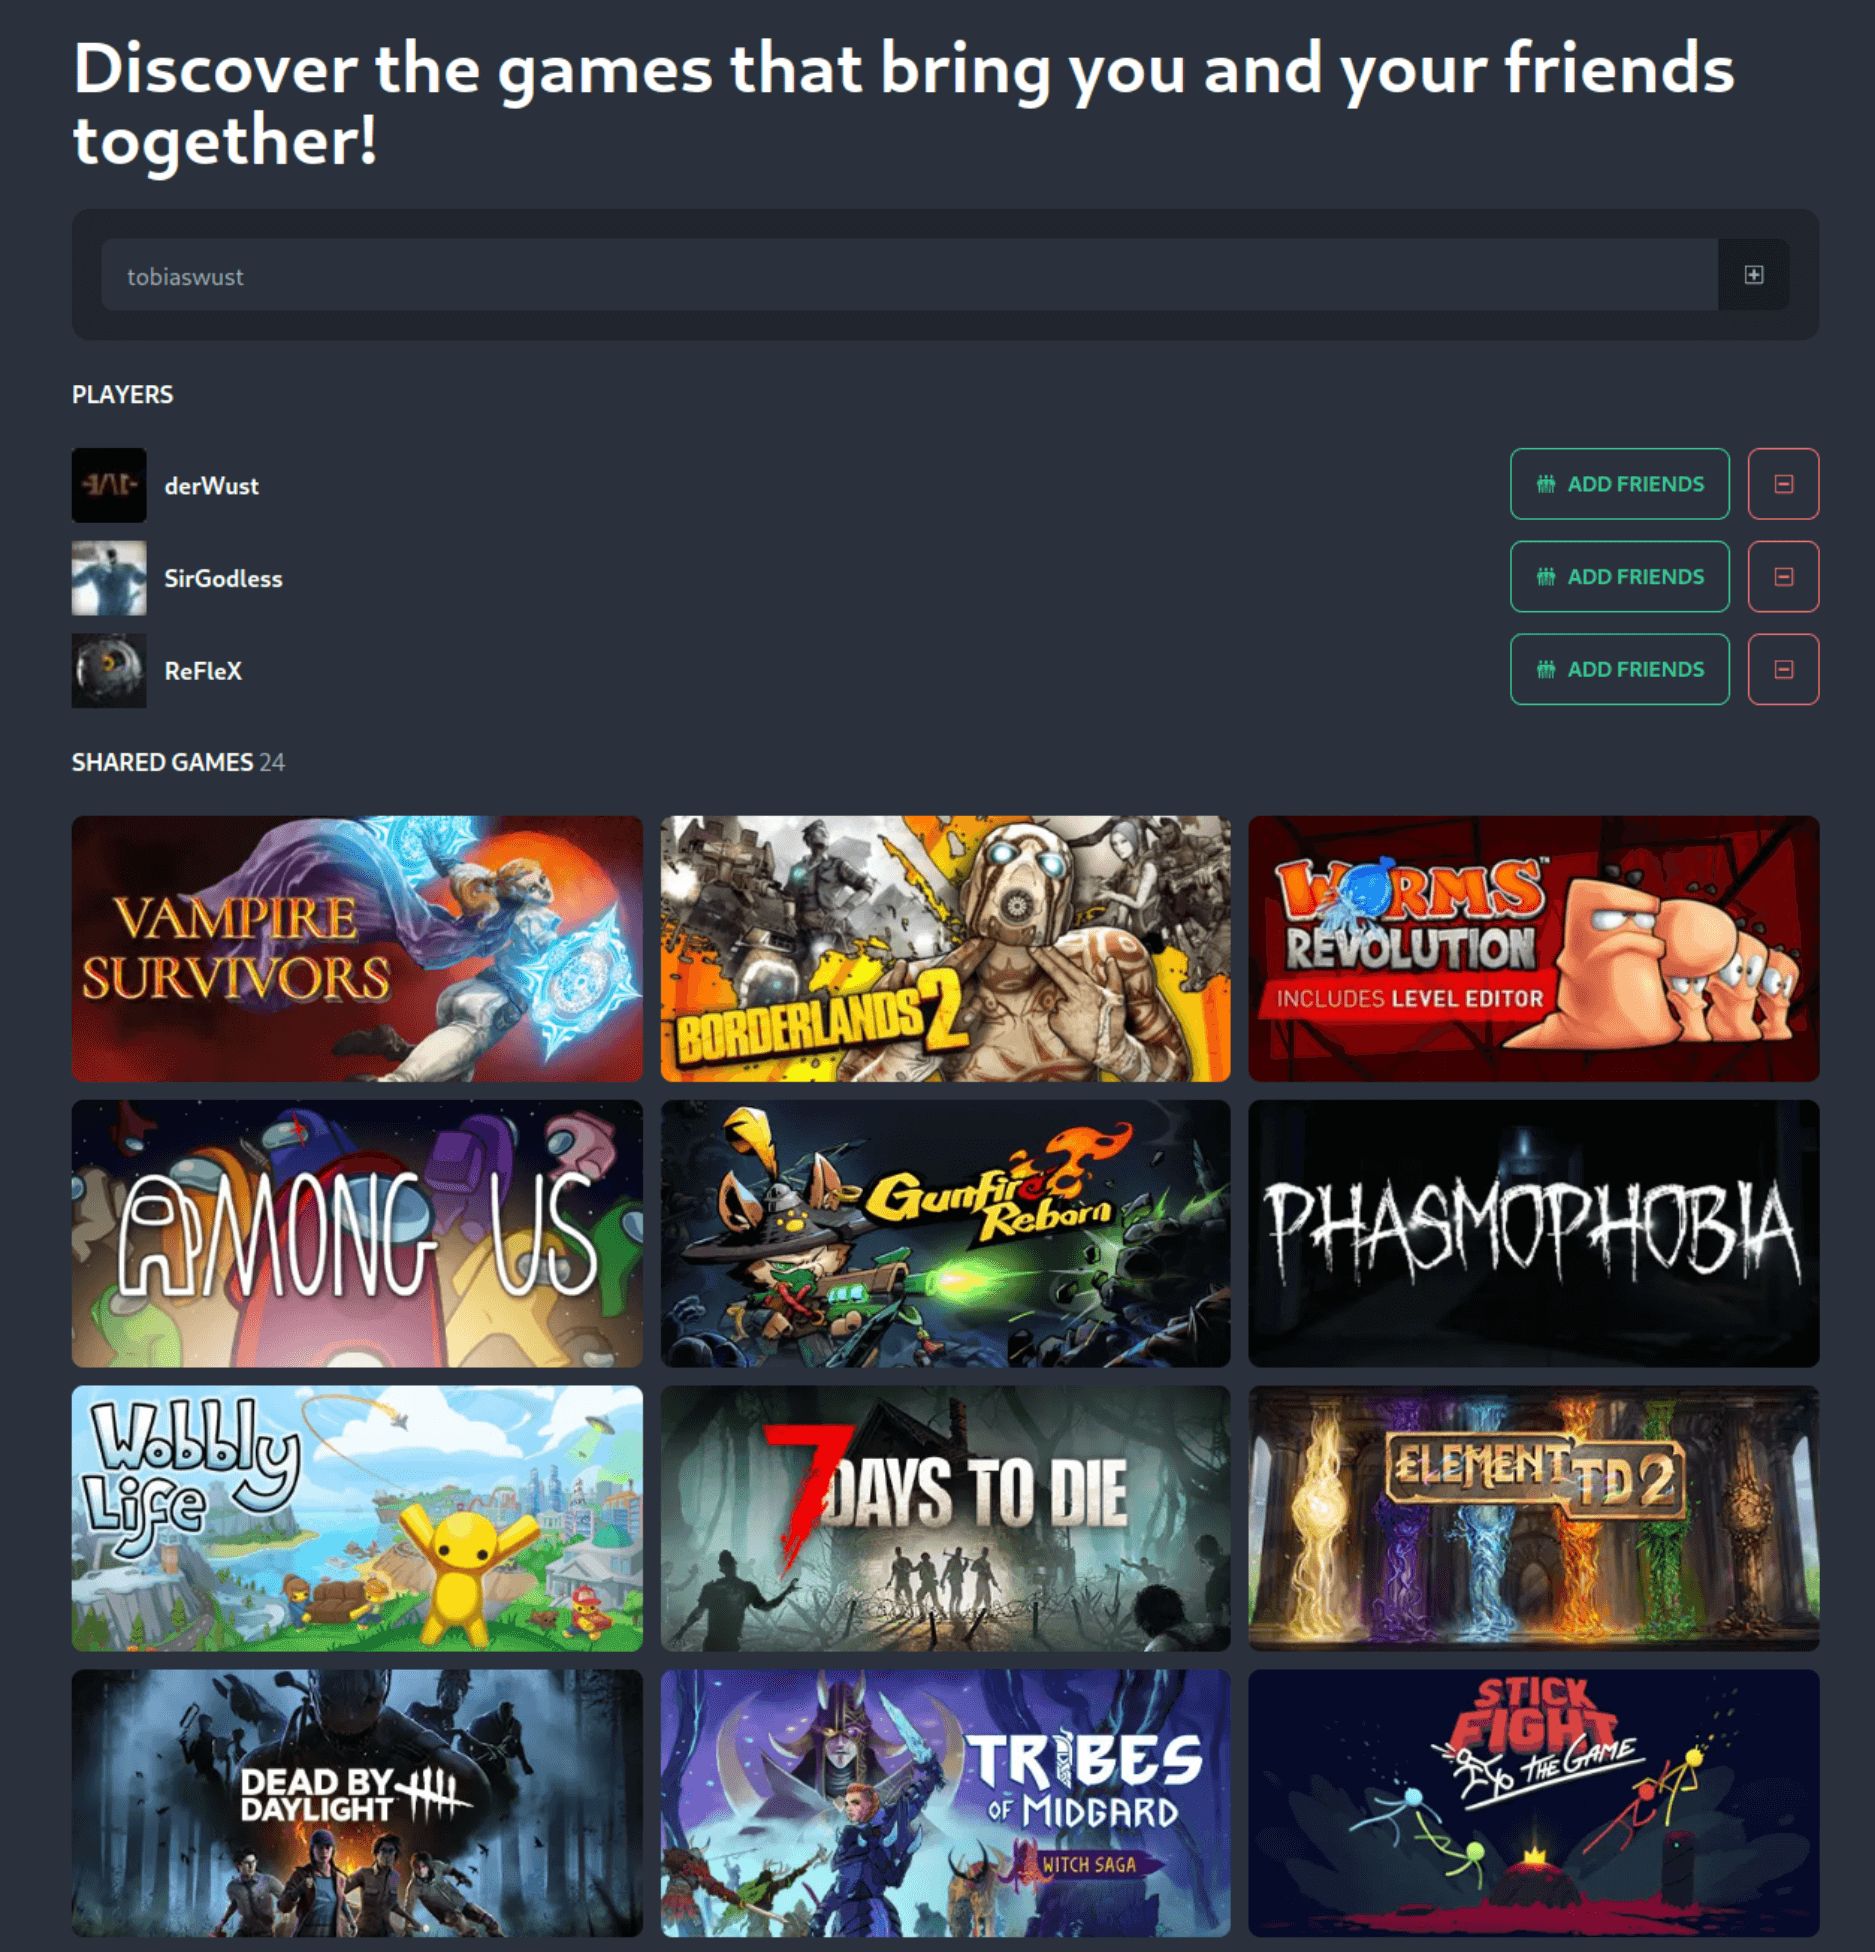 Discover the games that bring you and your friends
together!
tobiaswust
PLAYERS
derWust
ADD FRIENDS
SirGodless
ADD FRIENDS
ReFleX
ADD FRIENDS
SHARED GAMES 24
VAMPIRE
SURVIVORS
BORDERLANDS 2
WORMS
REVOLUTION
INCLUDES LEVEL EDITOR
AMONG US
Gunfire
Reborn
PHASMOPHOBIA
Wobbly
Life
7 DAYS TO DIE
ELEMENT TD 2
DEAD BY
DAYLIGHT
TRIBES
OF MIDGARD
WITCH SAGA
STICK
FIGHT
THE GAME